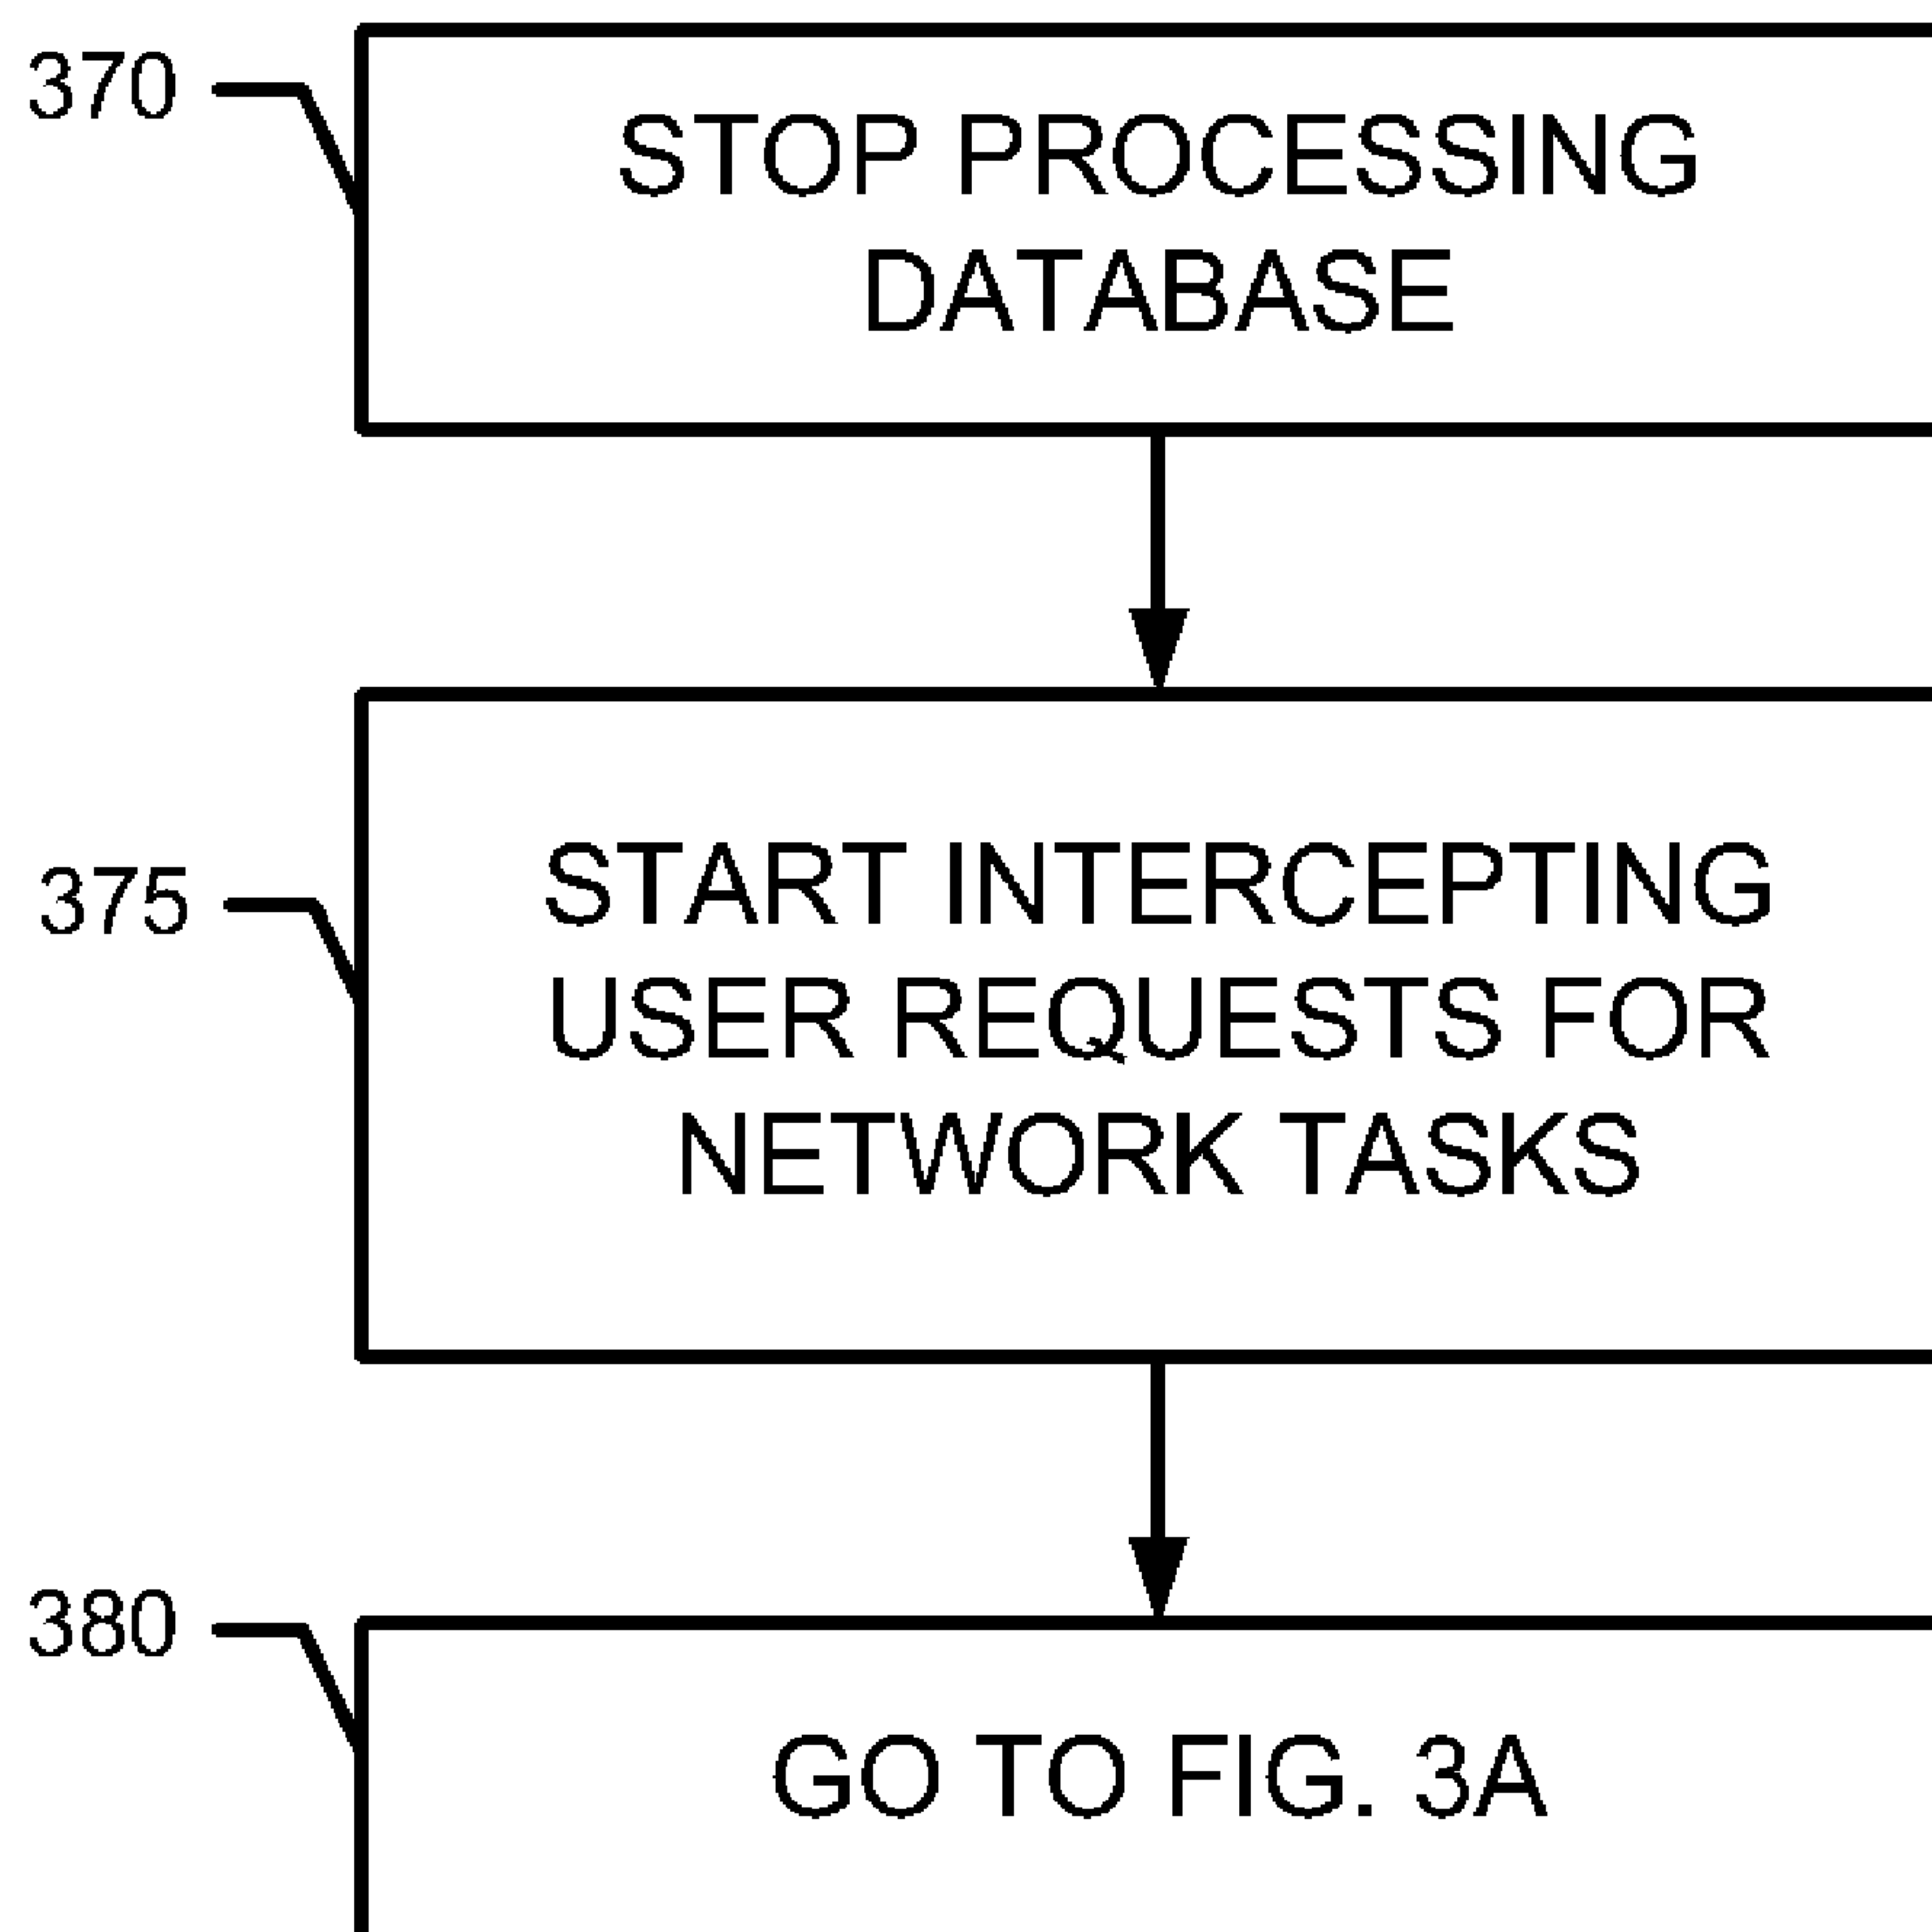 370
STOP PROCESSING
DATABASE
375
START INTERCEPTING
USER REQUESTS FOR
NETWORK TASKS
380
GO TO FIG. 3A